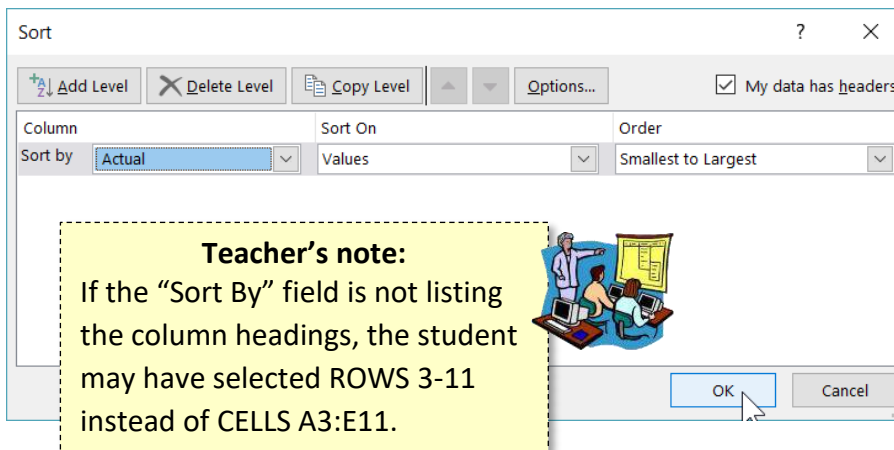 Sort ?
Add Level Delete Level Copy Level Options... My data has headers
Column Sort On Order
Sort by Actual Values Smallest to Largest
Teacher’s note:
If the “Sort By” field is not listing
the column headings, the student
may have selected ROWS 3-11
instead of CELLS A3:E11.
OK Cancel